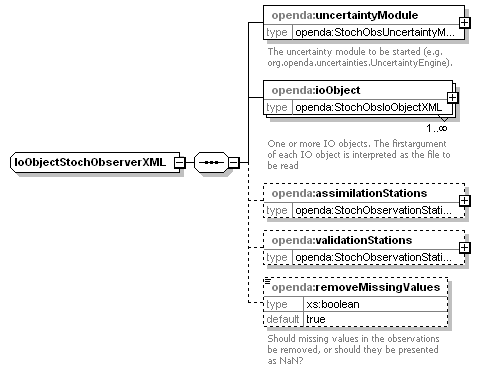 openda:uncertaintyModule
type openda:StochObsUncertaintyM...
The uncertainty module to be started (e.g.
org.openda.uncertainties.UncertaintyEngine).
openda:ioObject
type openda:StochObsIoObjectXML
1..∞
One or more IO objects. The firstargument
of each IO object is interpreted as the file to
be read
IoObjectStochObserverXML
openda:assimilationStations
type openda:StochObservationStati...
openda:validationStations
type openda:StochObservationStati...
openda:removeMissingValues
type xs:boolean
default true
Should missing values in the observations
be removed, or should they be presented
as NaN?